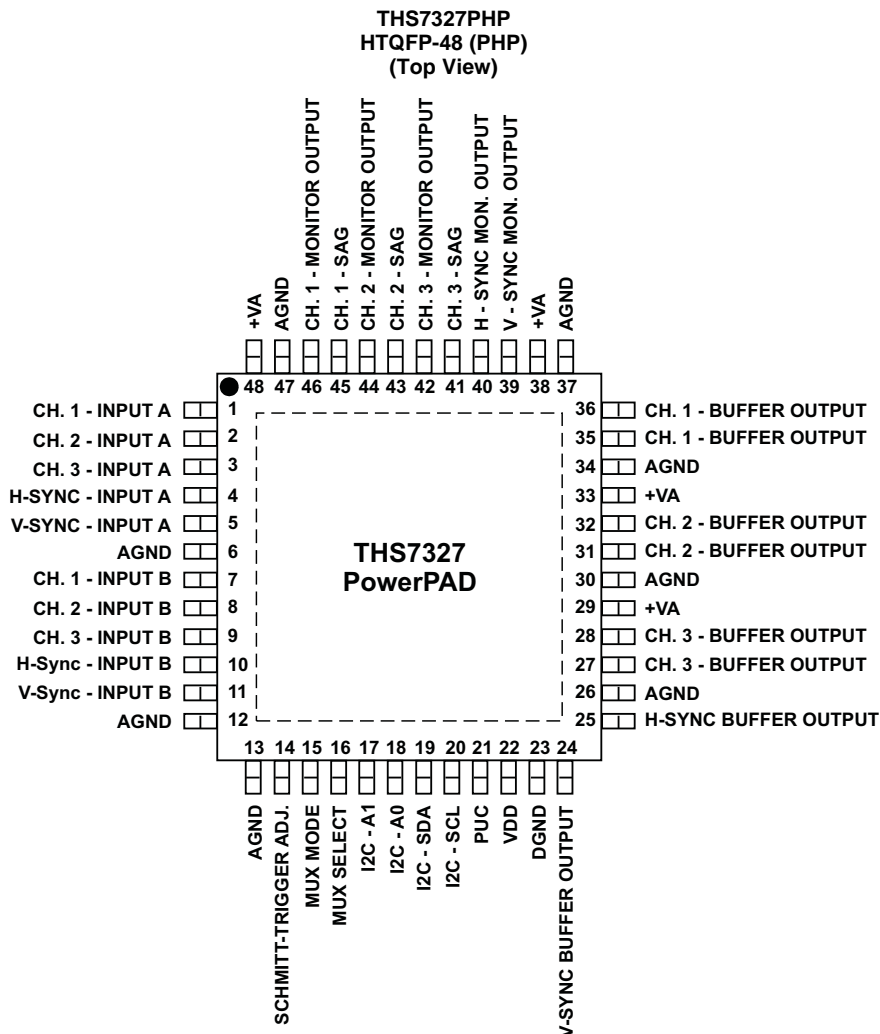 THS7327PHP
HTQFP-48 (PHP)
(Top View)
+VA
AGND
CH. 1 - MONITOR OUTPUT
CH. 1 - SAG
CH. 2 - MONITOR OUTPUT
CH. 2 - SAG
CH. 3 - MONITOR OUTPUT
CH. 3 - SAG
H - SYNC MON. OUTPUT
V - SYNC MON. OUTPUT
+VA
AGND
48 47 46 45 44 43 42 41 40 39 38 37
CH. 1 - INPUT A 1
CH. 2 - INPUT A 2
CH. 3 - INPUT A 3
H-SYNC - INPUT A 4
V-SYNC - INPUT A 5
AGND 6
CH. 1 - INPUT B 7
CH. 2 - INPUT B 8
CH. 3 - INPUT B 9
H-Sync - INPUT B 10
V-Sync - INPUT B 11
AGND 12
THS7327
PowerPAD
36 CH. 1 - BUFFER OUTPUT
35 CH. 1 - BUFFER OUTPUT
34 AGND
33 +VA
32 CH. 2 - BUFFER OUTPUT
31 CH. 2 - BUFFER OUTPUT
30 AGND
29 +VA
28 CH. 3 - BUFFER OUTPUT
27 CH. 3 - BUFFER OUTPUT
26 AGND
25 H-SYNC BUFFER OUTPUT
13 14 15 16 17 18 19 20 21 22 23 24
AGND
SCHMITT-TRIGGER ADJ.
MUX MODE
MUX SELECT
I2C - A1
I2C - A0
I2C - SDA
I2C - SCL
PUC
VDD
DGND
V-SYNC BUFFER OUTPUT